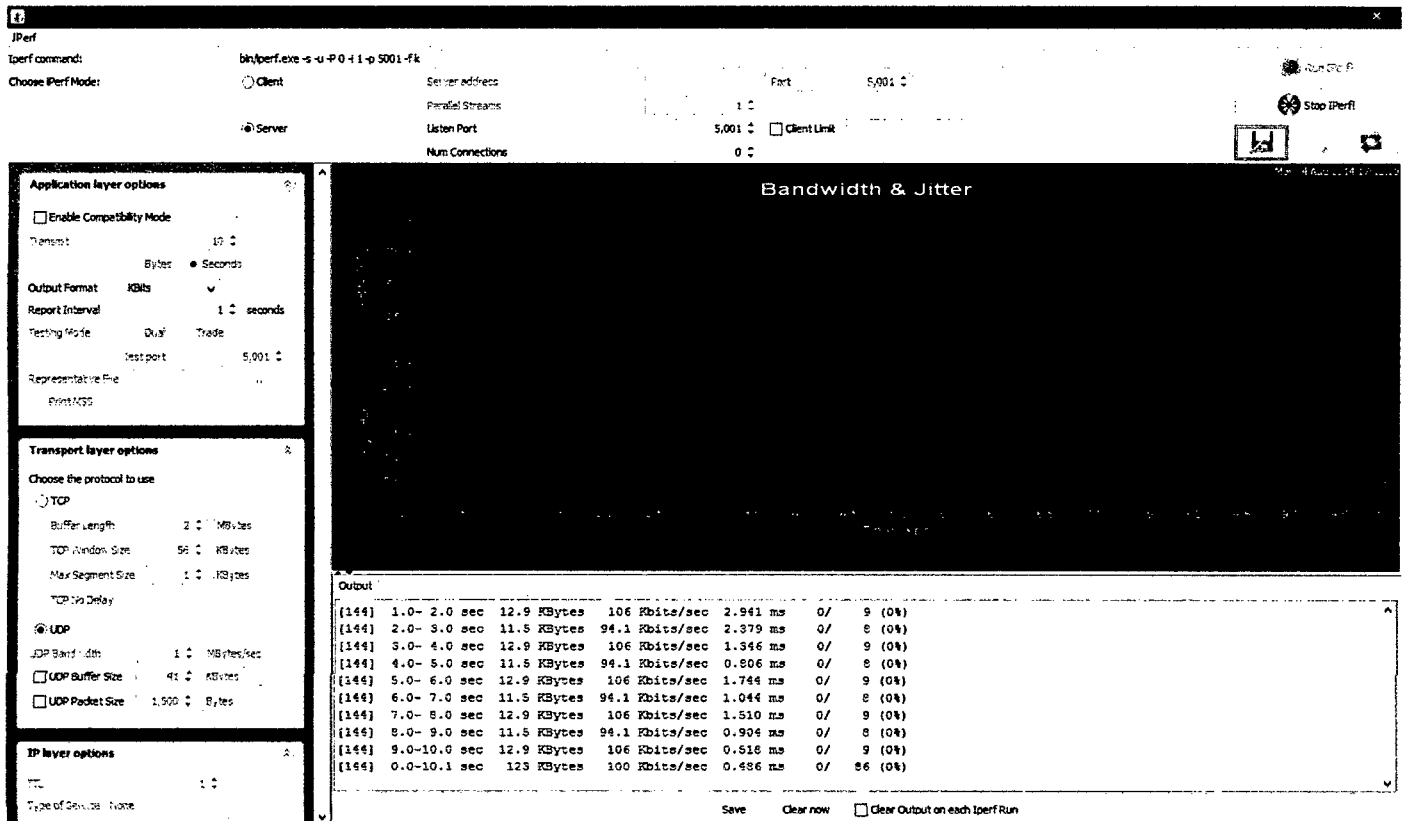 JPerf
Iperf command: bin/iperf.exe -s -u -P 0 -i 1 -p 5001 -f k
Choose iPerf Mode: Client Server address Port 5,001
Parallel Streams 1
Server Listen Port 5,001 Client Limit
Num Connections 0
Stop IPerf!
Application layer options
Enable Compatibility Mode
Transmit 10
Bytes Seconds
Output Format KBits
Report Interval 1 seconds
Testing Mode Dual Trade
test port 5,001
Representative File
Print MSS
Transport layer options
Choose the protocol to use
TCP
Buffer Length 2 MBytes
TCP Window Size 56 KBytes
Max Segment Size 1 KBytes
TCP No Delay
UDP
UDP Bandwidth 1 MBytes/sec
UDP Buffer Size 41 KBytes
UDP Packet Size 1,500 Bytes
IP layer options
TTL 1
Type of Service None
Bandwidth & Jitter
Output
[144] 1.0- 2.0 sec 12.9 KBytes 106 Kbits/sec 2.941 ms 0/ 9 (0%)
[144] 2.0- 3.0 sec 11.5 KBytes 94.1 Kbits/sec 2.379 ms 0/ 8 (0%)
[144] 3.0- 4.0 sec 12.9 KBytes 106 Kbits/sec 1.346 ms 0/ 9 (0%)
[144] 4.0- 5.0 sec 11.5 KBytes 94.1 Kbits/sec 0.806 ms 0/ 8 (0%)
[144] 5.0- 6.0 sec 12.9 KBytes 106 Kbits/sec 1.744 ms 0/ 9 (0%)
[144] 6.0- 7.0 sec 11.5 KBytes 94.1 Kbits/sec 1.044 ms 0/ 8 (0%)
[144] 7.0- 8.0 sec 12.9 KBytes 106 Kbits/sec 1.510 ms 0/ 9 (0%)
[144] 8.0- 9.0 sec 11.5 KBytes 94.1 Kbits/sec 0.904 ms 0/ 8 (0%)
[144] 9.0-10.0 sec 12.9 KBytes 106 Kbits/sec 0.518 ms 0/ 9 (0%)
[144] 0.0-10.1 sec 123 KBytes 100 Kbits/sec 0.486 ms 0/ 86 (0%)
Save Clear now Clear Output on each Iperf Run